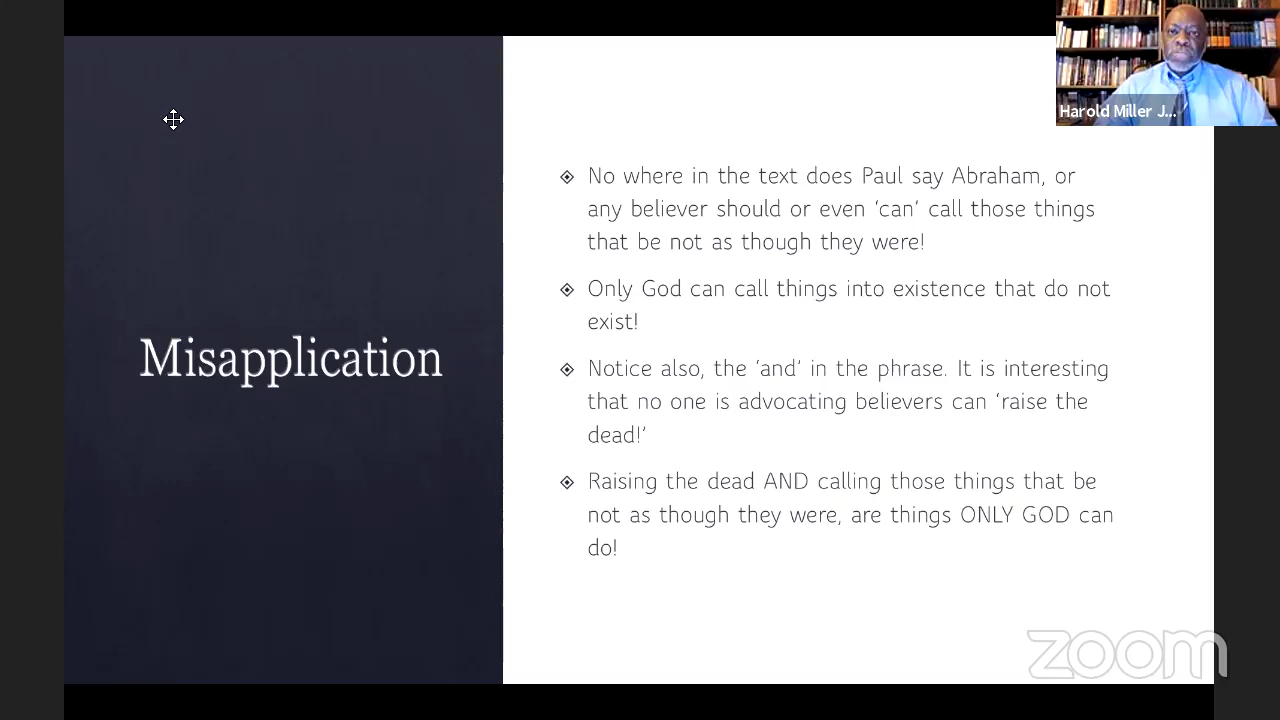 Harold Miller J...
Misapplication
No where in the text does Paul say Abraham, or
any believer should or even ‘can’ call those things
that be not as though they were!
Only God can call things into existence that do not
exist!
Notice also, the ‘and’ in the phrase. It is interesting
that no one is advocating believers can ‘raise the
dead!’
Raising the dead AND calling those things that be
not as though they were, are things ONLY GOD can
do!
zoom